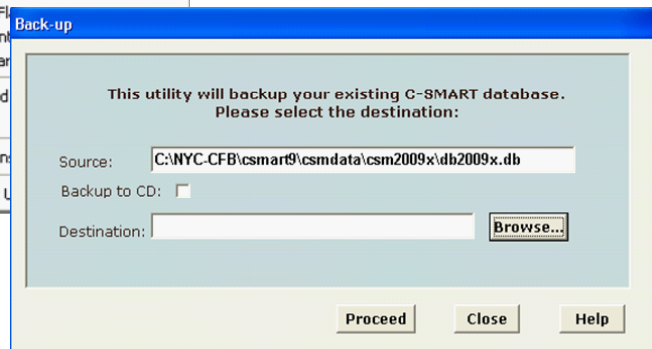 Back-up
This utility will backup your existing C-SMART database.
Please select the destination:
Source: C:\NYC-CFB\csmart9\csmdata\csm2009x\db2009x.db
Backup to CD:
Destination: Browse...
Proceed Close Help